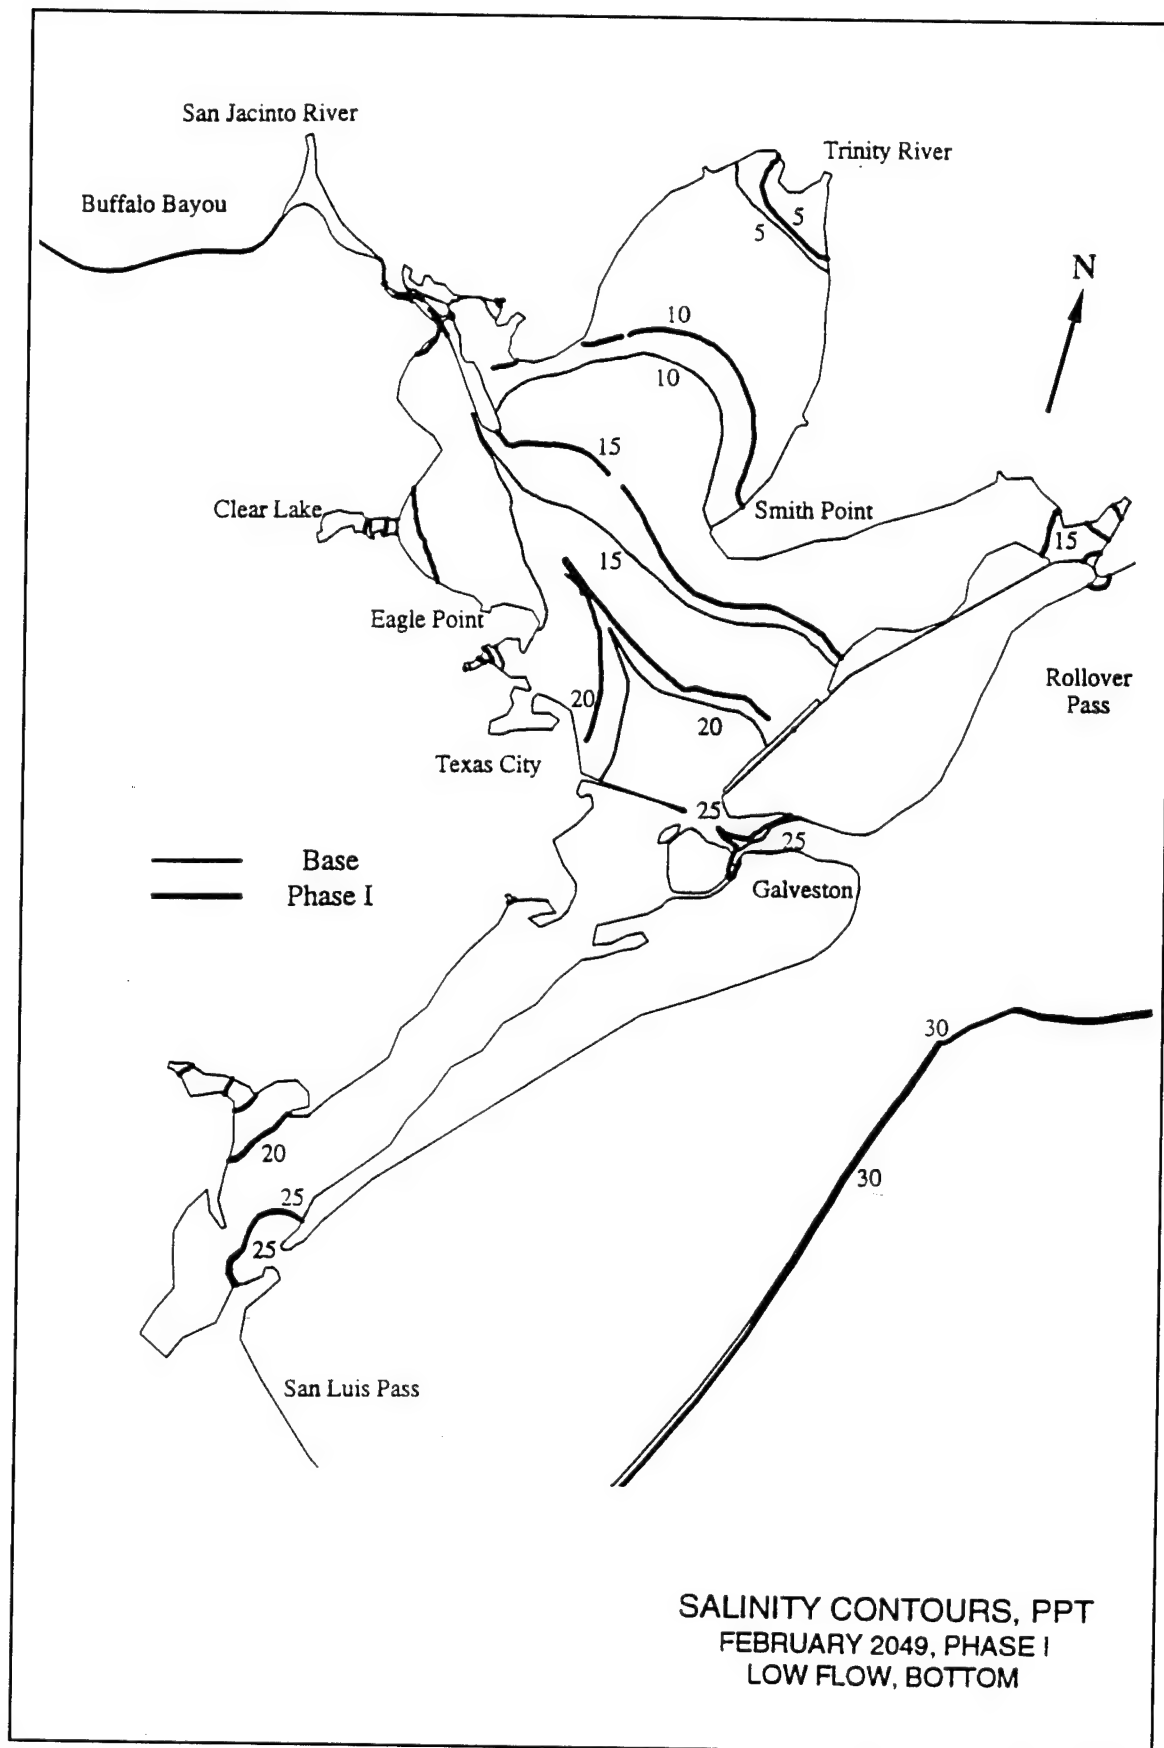 San Jacinto River
Trinity River
Buffalo Bayou
5
5
N
10
10
15
Clear Lake
Smith Point
15
15
Eagle Point
Rollover
Pass
20
20
Texas City
25
25
Base
Phase I
Galveston
30
20
30
25
25
San Luis Pass
SALINITY CONTOURS, PPT
FEBRUARY 2049, PHASE I
LOW FLOW, BOTTOM